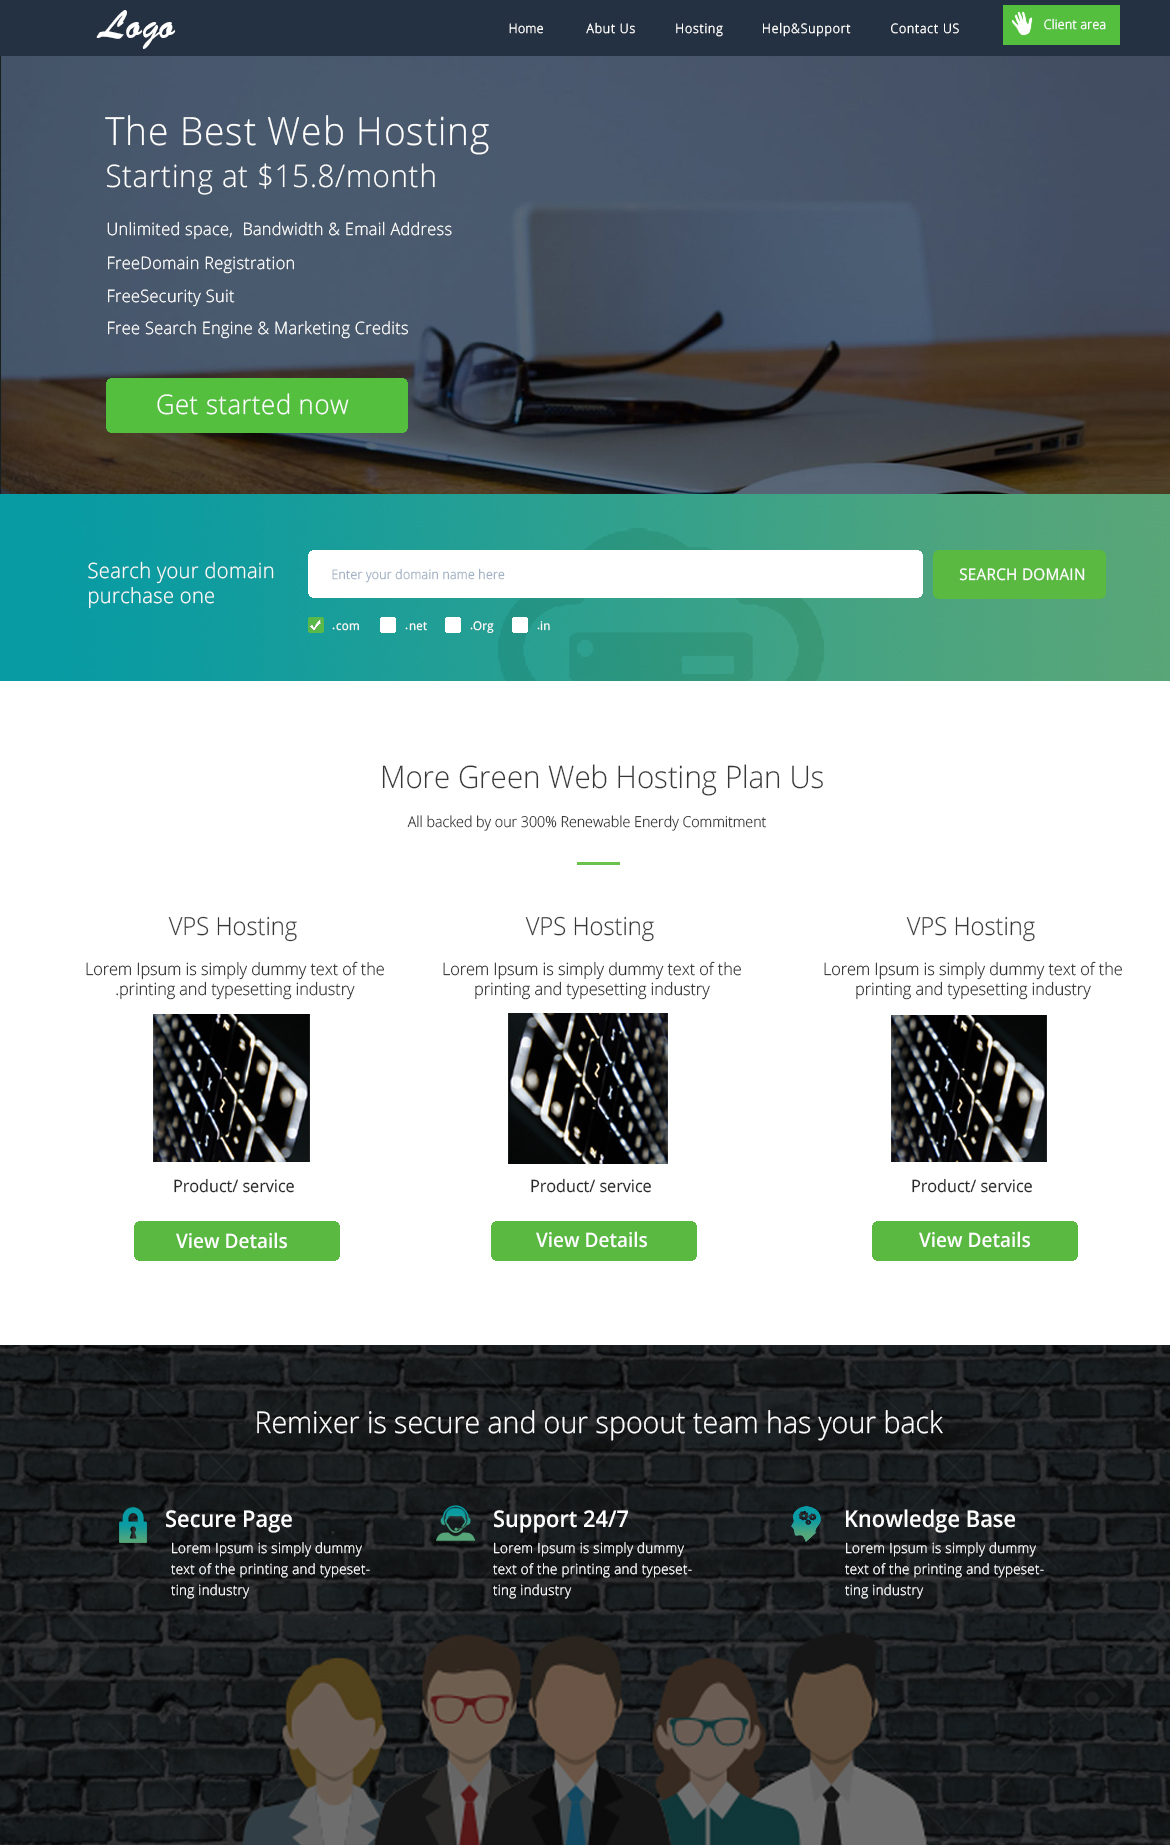 Logo
Home Abut Us Hosting Help&Support Contact US Client area
The Best Web Hosting
Starting at $15.8/month
Unlimited space, Bandwidth & Email Address
FreeDomain Registration
FreeSecurity Suit
Free Search Engine & Marketing Credits
Get started now
Search your domain
purchase one
Enter your domain name here
SEARCH DOMAIN
.com .net .Org .in
More Green Web Hosting Plan Us
All backed by our 300% Renewable Enerdy Commitment
VPS Hosting
Lorem Ipsum is simply dummy text of the
.printing and typesetting industry
Product/ service
View Details
VPS Hosting
Lorem Ipsum is simply dummy text of the
printing and typesetting industry
Product/ service
View Details
VPS Hosting
Lorem Ipsum is simply dummy text of the
printing and typesetting industry
Product/ service
View Details
Remixer is secure and our spoout team has your back
Secure Page
Lorem Ipsum is simply dummy
text of the printing and typeset-
ting industry
Support 24/7
Lorem Ipsum is simply dummy
text of the printing and typeset-
ting industry
Knowledge Base
Lorem Ipsum is simply dummy
text of the printing and typeset-
ting industry